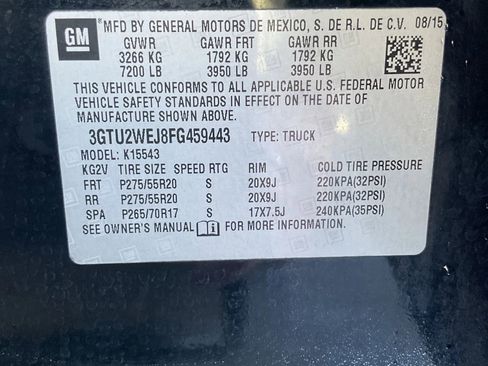 GM
MFD BY GENERAL MOTORS DE MEXICO, S. DE R.L. DE C.V. 08/15
GVWR GAWR FRT GAWR RR
3266 KG 1792 KG 1792 KG
7200 LB 3950 LB 3950 LB
THIS VEHICLE CONFORMS TO ALL APPLICABLE U.S. FEDERAL MOTOR
VEHICLE SAFETY STANDARDS IN EFFECT ON THE DATE OF
MANUFACTURE SHOWN ABOVE.
3GTU2WEJ8FG459443 TYPE: TRUCK
MODEL: K15543
KG2V TIRE SIZE SPEED RTG RIM COLD TIRE PRESSURE
FRT P275/55R20 S 20X9J 220KPA(32PSI)
RR P275/55R20 S 20X9J 220KPA(32PSI)
SPA P265/70R17 S 17X7.5J 240KPA(35PSI)
SEE OWNER'S MANUAL FOR MORE INFORMATION.